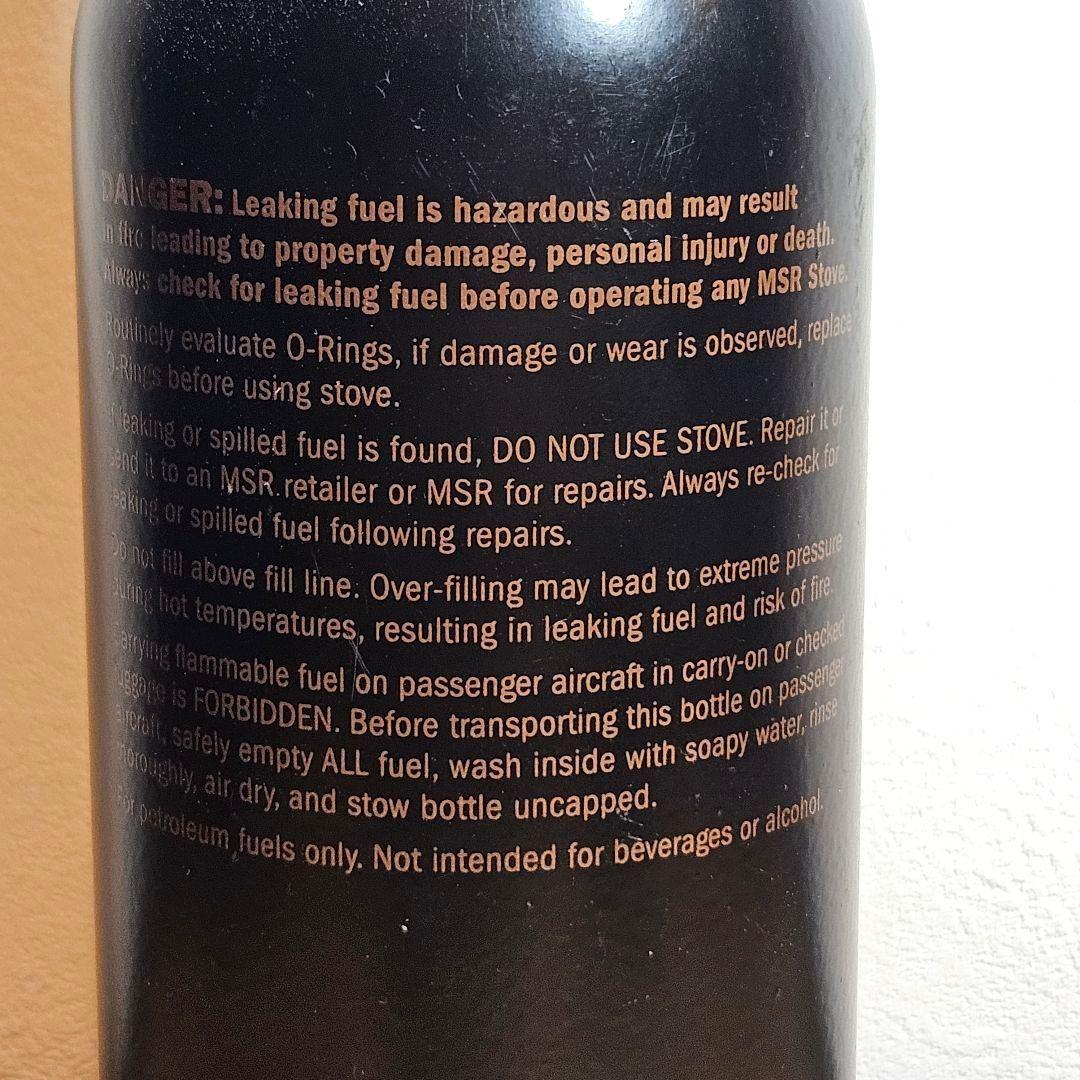 DANGER: Leaking fuel is hazardous and may result
in fire leading to property damage, personal injury or death.
Always check for leaking fuel before operating any MSR Stove.
Routinely evaluate O-Rings, if damage or wear is observed, replace
O-Rings before using stove.
If leaking or spilled fuel is found, DO NOT USE STOVE. Repair it or
send it to an MSR retailer or MSR for repairs. Always re-check for
leaking or spilled fuel following repairs.
Do not fill above fill line. Over-filling may lead to extreme pressure
during hot temperatures, resulting in leaking fuel and risk of fire.
Carrying flammable fuel on passenger aircraft in carry-on or checked
luggage is FORBIDDEN. Before transporting this bottle on passenger
aircraft, safely empty ALL fuel, wash inside with soapy water, rinse
thoroughly, air dry, and stow bottle uncapped.
For petroleum fuels only. Not intended for beverages or alcohol.